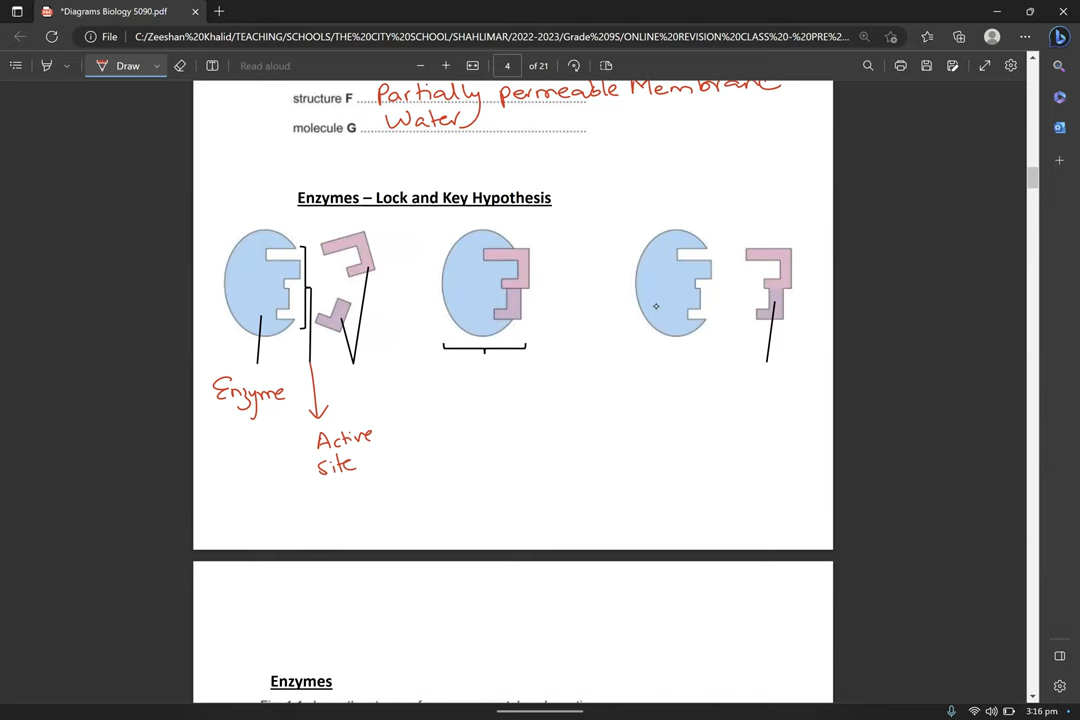 *Diagrams Biology 5090.pdf
File
C:/Zeeshan%20Khalid/TEACHING/SCHOOLS/THE%20CITY%20SCHOOL/SHAHLIMAR/2022-2023/Grade%209S/ONLINE%20REVISION%20CLASS%20-%20PRE%...
Draw
Read aloud
4 of 21
structure F Partially permeable Membrane
molecule G Water
Enzymes – Lock and Key Hypothesis
Enzyme
Active
site
Enzymes
3:16 pm